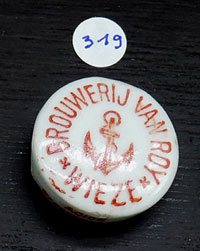 319
BROUWERIJ VAN ROY
* WIEZE *